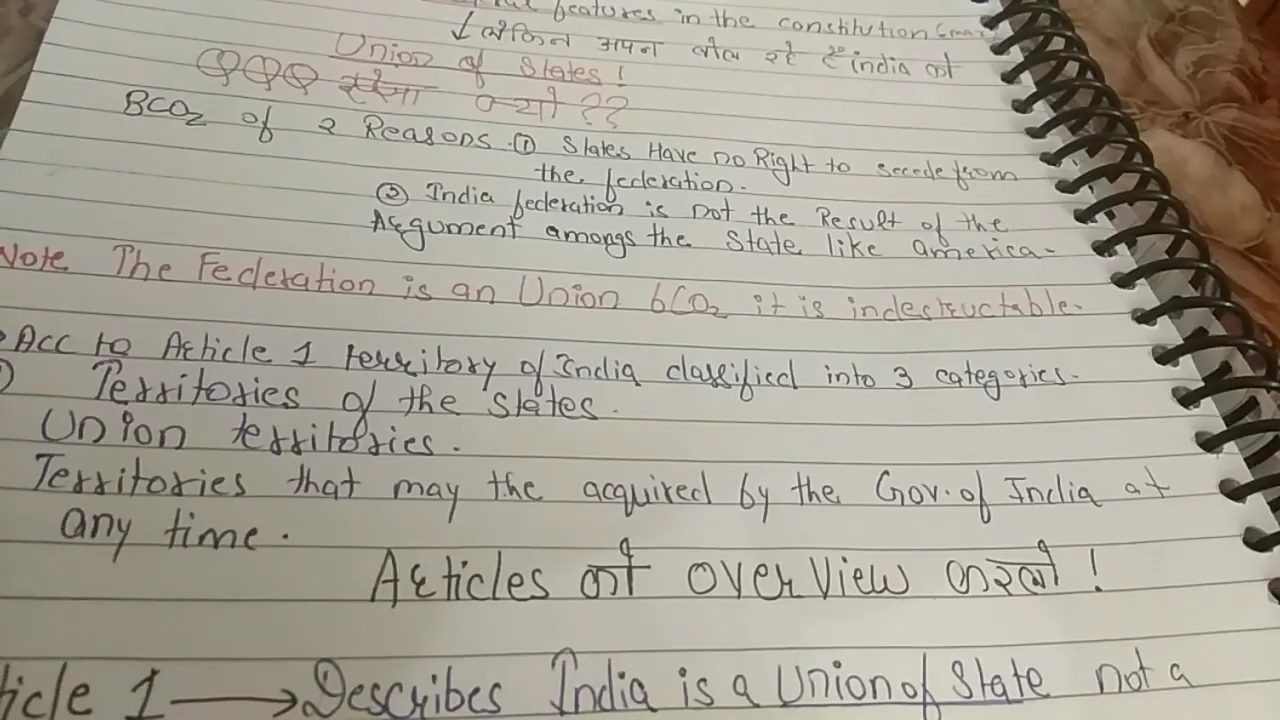 features in the constitution
लेकिन अपन बोल रहे है india को
Union of States!
ऐसा क्यों ??
BCO2 of 2 Reasons. ① States Have no Right to secede from
the federation.
② India federation is not the Result of the
Argument amongs the State like america-
Note The Federation is an Union bCO2 it is indestructable.
Acc to Article 1 territory of India classified into 3 categories.
Territories of the states.
Union territories.
Territories that may the acquired by the Gov. of India at
any time.
Articles को overview करलो !
ticle 1 → Describes India is a Union of State not a